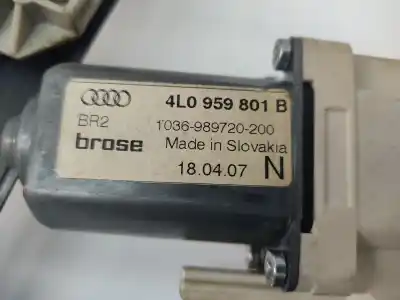 4L0 959 801 B
BR2 1036-989720-200
brose Made in Slovakia
18.04.07 N